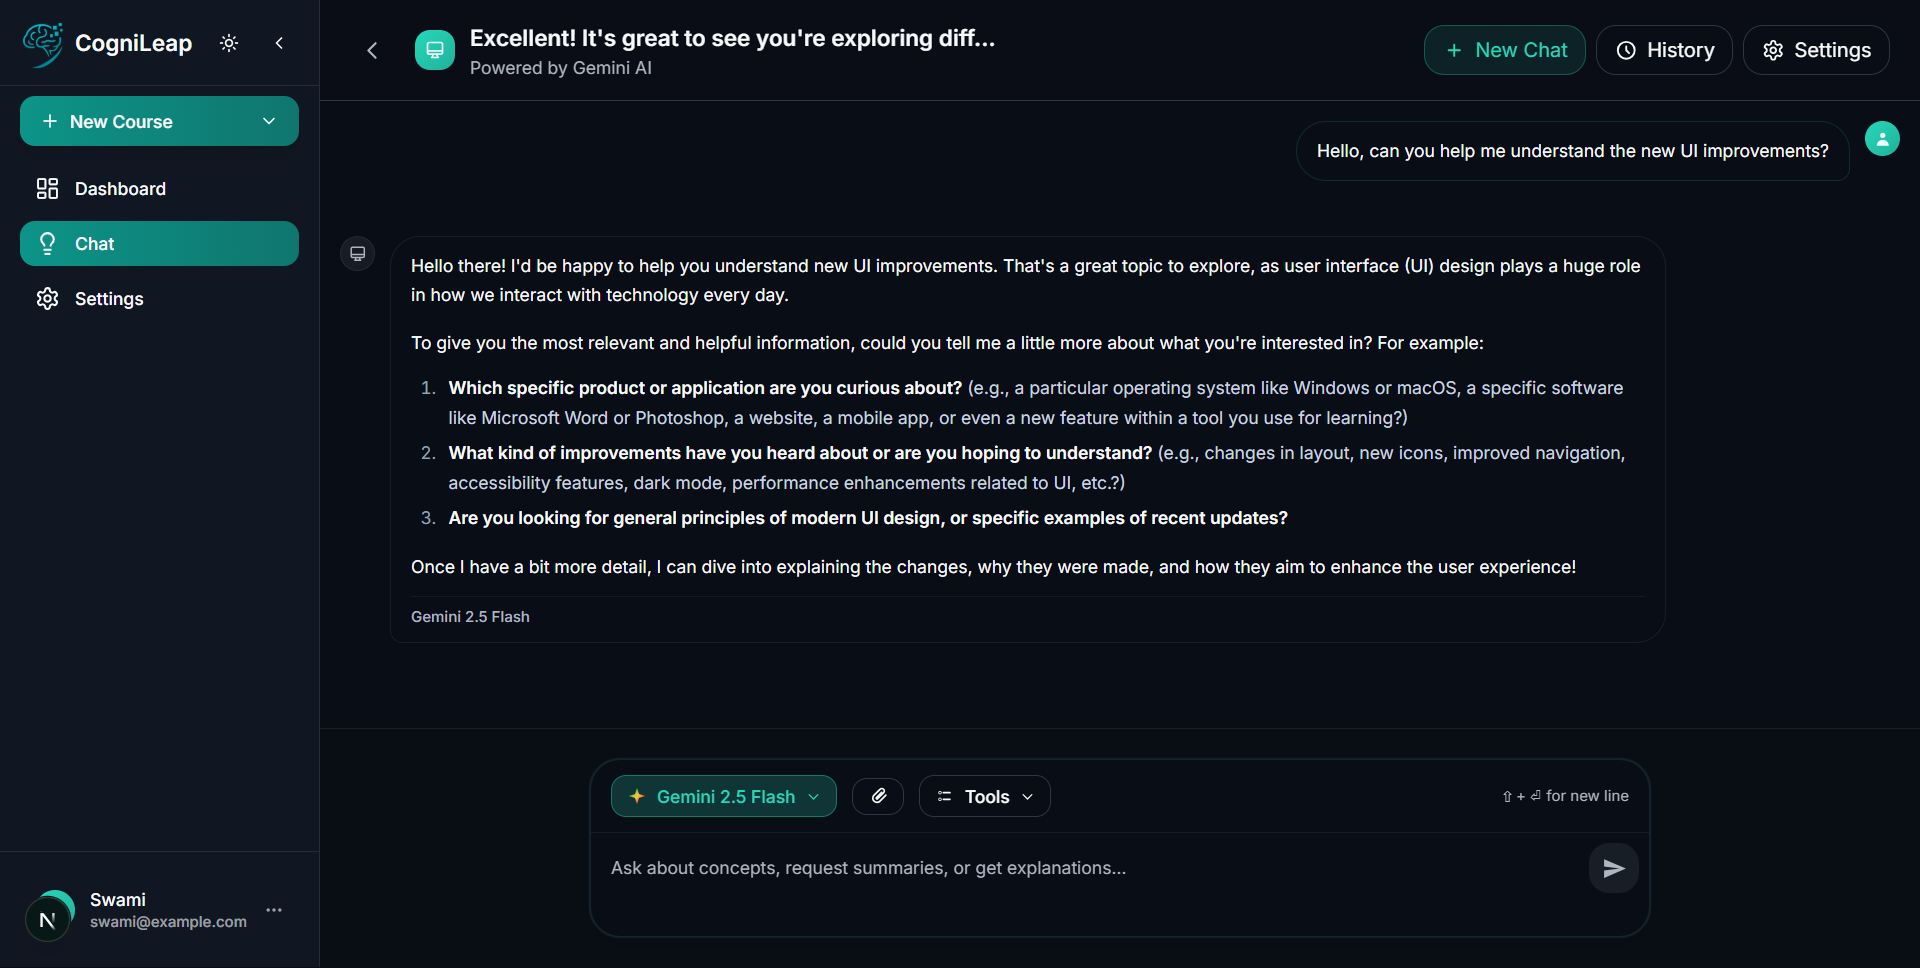 CogniLeap
New Course
Dashboard
Chat
Settings
Swami
swami@example.com
N
Excellent! It's great to see you're exploring diff...
Powered by Gemini AI
New Chat
History
Settings
Hello, can you help me understand the new UI improvements?
Hello there! I'd be happy to help you understand new UI improvements. That's a great topic to explore, as user interface (UI) design plays a huge role
in how we interact with technology every day.
To give you the most relevant and helpful information, could you tell me a little more about what you're interested in? For example:
1. Which specific product or application are you curious about? (e.g., a particular operating system like Windows or macOS, a specific software
like Microsoft Word or Photoshop, a website, a mobile app, or even a new feature within a tool you use for learning?)
2. What kind of improvements have you heard about or are you hoping to understand? (e.g., changes in layout, new icons, improved navigation,
accessibility features, dark mode, performance enhancements related to UI, etc.?)
3. Are you looking for general principles of modern UI design, or specific examples of recent updates?
Once I have a bit more detail, I can dive into explaining the changes, why they were made, and how they aim to enhance the user experience!
Gemini 2.5 Flash
Gemini 2.5 Flash
Tools
⇧ + ⏎ for new line
Ask about concepts, request summaries, or get explanations...